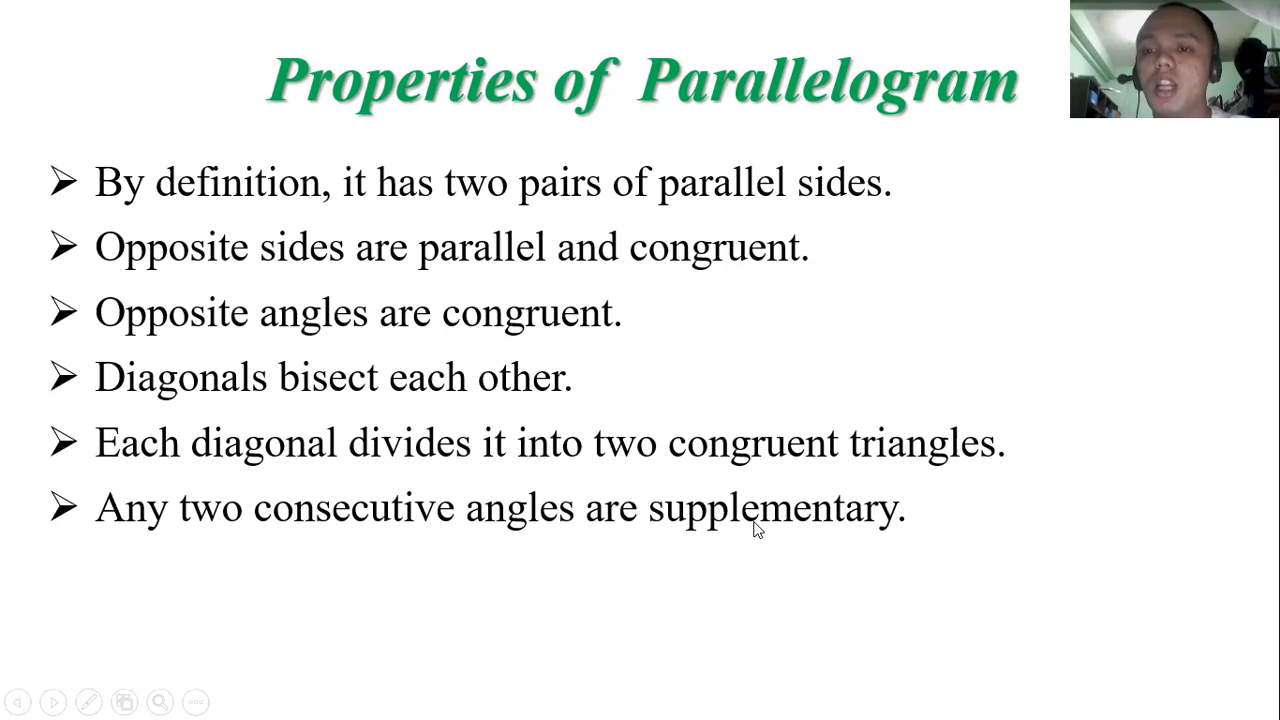 Properties of Parallelogram
By definition, it has two pairs of parallel sides.
Opposite sides are parallel and congruent.
Opposite angles are congruent.
Diagonals bisect each other.
Each diagonal divides it into two congruent triangles.
Any two consecutive angles are supplementary.